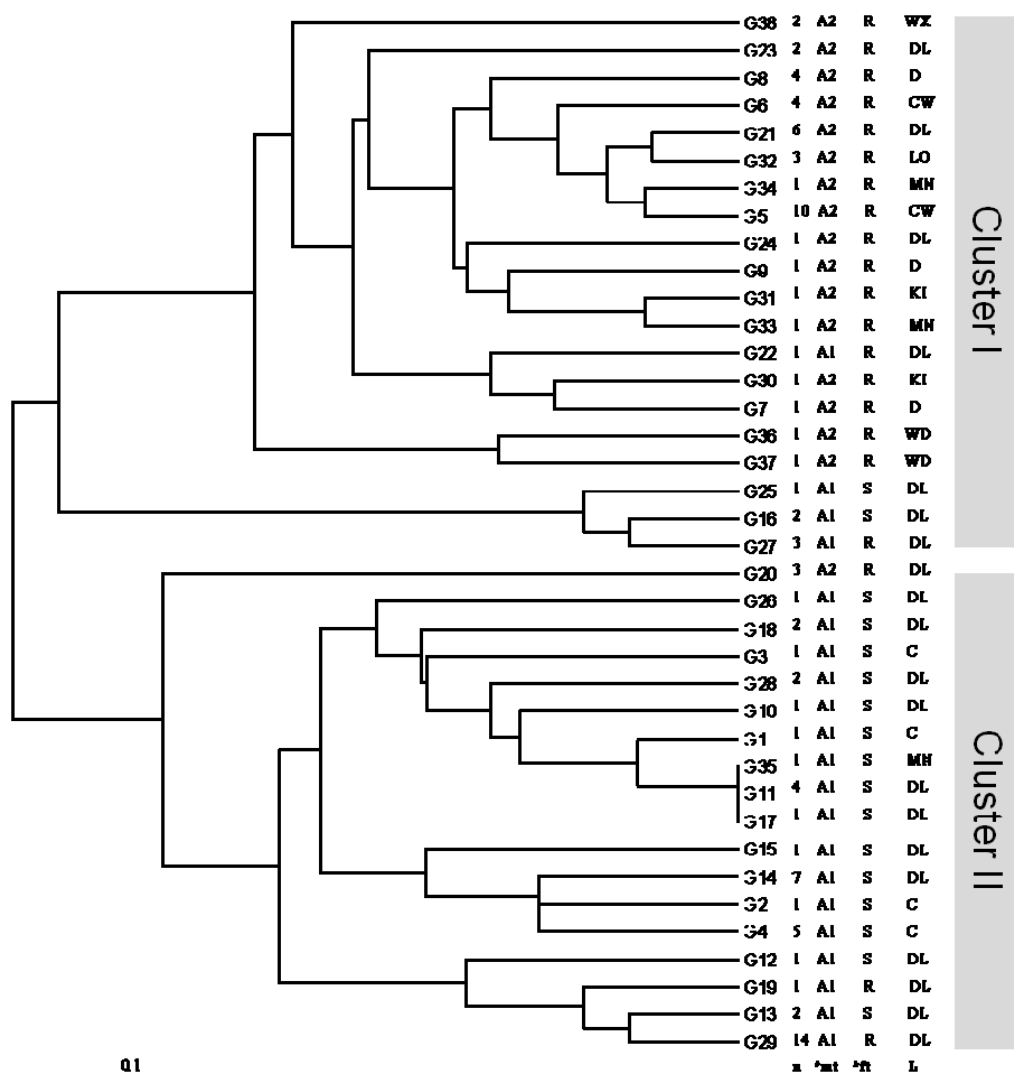 G38 2 A2 R WX
G23 2 A2 R DL
G8 4 A2 R D
G6 4 A2 R CW
G21 6 A2 R DL
G32 3 A2 R LO
G34 1 A2 R MH
G5 10 A2 R CW
G24 1 A2 R DL
G9 1 A2 R D
G31 1 A2 R KI
G33 1 A2 R MH
G22 1 A1 R DL
G30 1 A2 R KI
G7 1 A2 R D
G36 1 A2 R WD
G37 1 A2 R WD
G25 1 A1 S DL
G16 2 A1 S DL
G27 3 A1 R DL
Cluster I
G20 3 A2 R DL
G26 1 A1 S DL
G18 2 A1 S DL
G3 1 A1 S C
G28 2 A1 S DL
G10 1 A1 S DL
G1 1 A1 S C
G35 1 A1 S MH
G11 4 A1 S DL
G17 1 A1 S DL
G15 1 A1 S DL
G14 7 A1 S DL
G2 1 A1 S C
G4 5 A1 S C
G12 1 A1 S DL
G19 1 A1 R DL
G13 2 A1 S DL
G29 14 A1 R DL
Cluster II
0.1 n ᵃmt ᵇft L